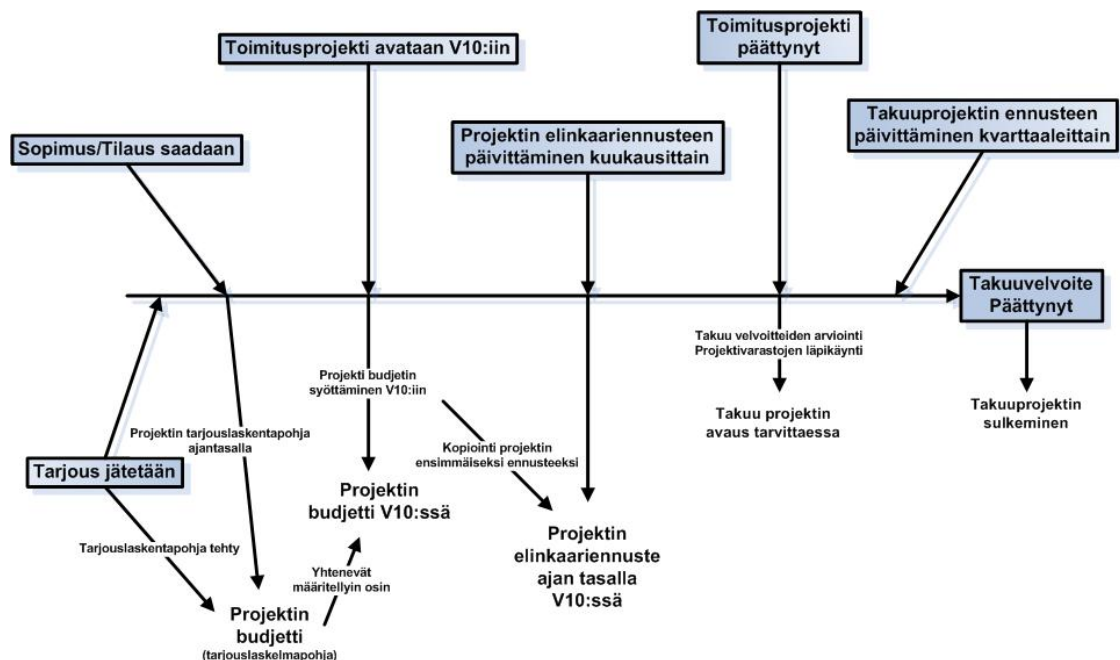 Toimitusprojekti avataan V10:iin
Toimitusprojekti
päättynyt
Sopimus/Tilaus saadaan
Projektin elinkaariennusteen
päivittäminen kuukausittain
Takuuprojektin ennusteen
päivittäminen kvarttaaleittain
Takuuvelvoite
Päättynyt
Takuu velvoitteiden arviointi
Projektivarastojen läpikäynti
Projekti budjetin
syöttäminen V10:iin
Takuu projektin
avaus tarvittaessa
Takuuprojektin
sulkeminen
Projektin tarjouslaskentapohja
ajantasalla
Kopiointi projektin
ensimmäiseksi ennusteeksi
Tarjous jätetään
Projektin
budjetti V10:ssä
Projektin
elinkaariennuste
ajan tasalla
V10:ssä
Tarjouslaskentapohja tehty
Yhtenevät
määritellyin osin
Projektin
budjetti
(tarjouslaskelmapohja)